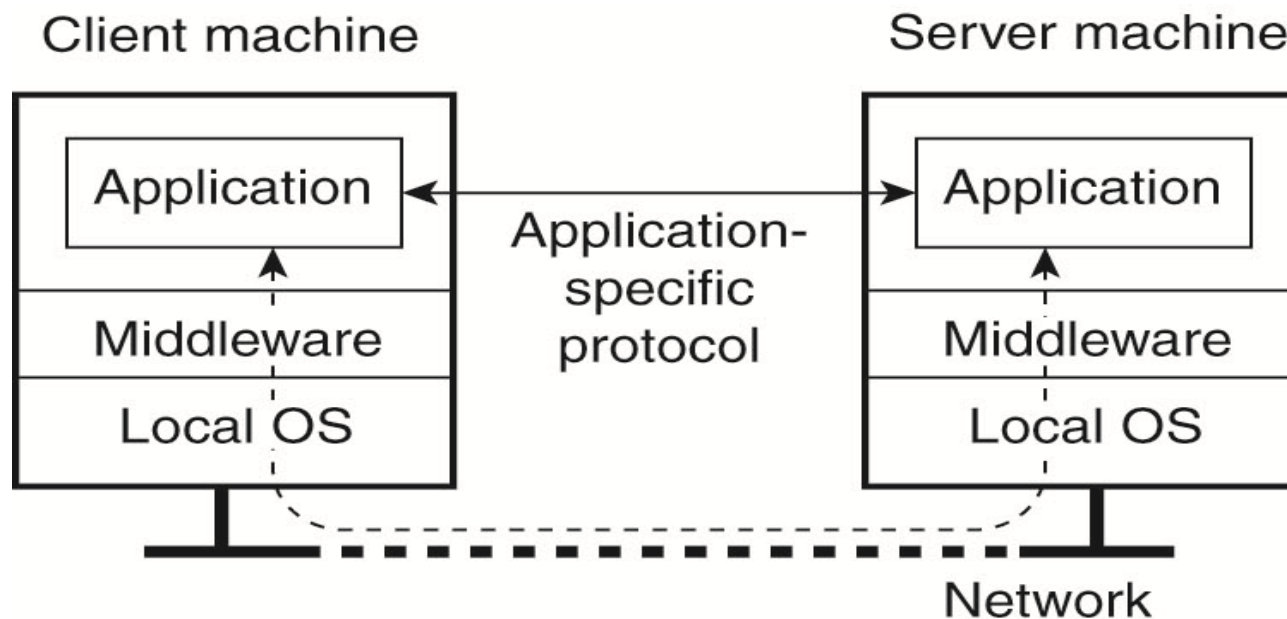 Client machine
Server machine
Application
Application
Application-
specific
protocol
Middleware
Middleware
Local OS
Local OS
Network